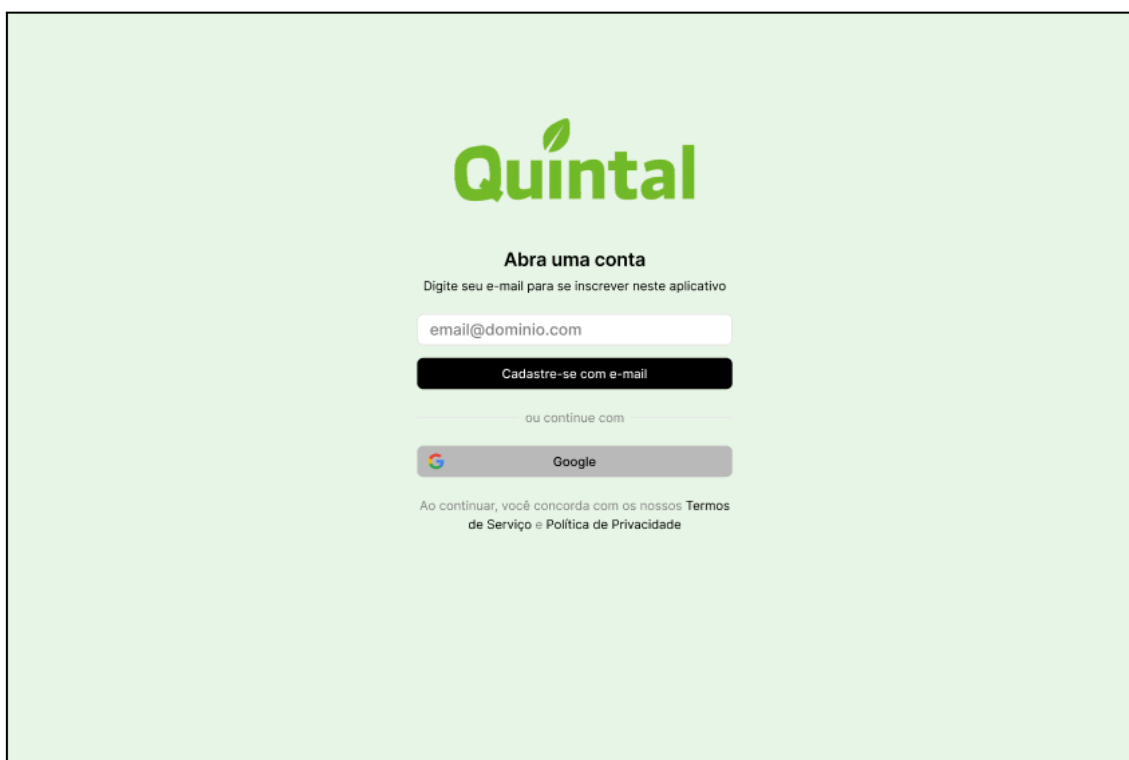 Quintal
Abra uma conta
Digite seu e-mail para se inscrever neste aplicativo
email@dominio.com
Cadastre-se com e-mail
ou continue com
Google
Ao continuar, você concorda com os nossos Termos
de Serviço e Política de Privacidade